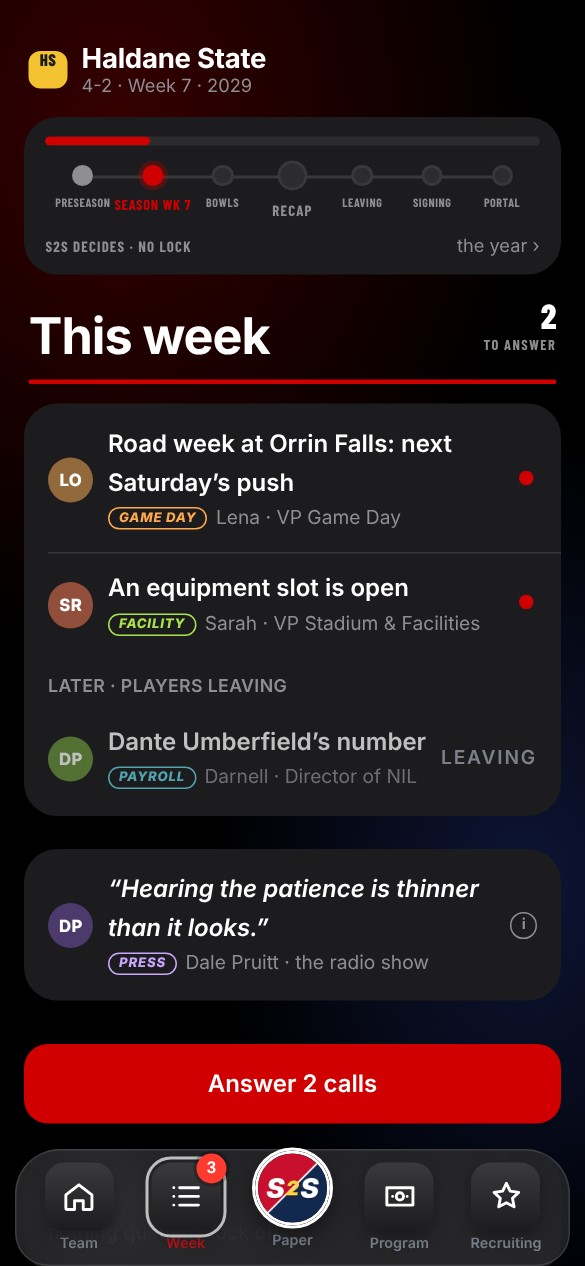 HS
Haldane State
4-2 · Week 7 · 2029
PRESEASON
SEASON WK 7
BOWLS
RECAP
LEAVING
SIGNING
PORTAL
S2S DECIDES · NO LOCK
the year ›
This week
2
TO ANSWER
LO
Road week at Orrin Falls: next
Saturday’s push
GAME DAY Lena · VP Game Day
SR
An equipment slot is open
FACILITY Sarah · VP Stadium & Facilities
LATER · PLAYERS LEAVING
DP
Dante Umberfield’s number
LEAVING
PAYROLL Darnell · Director of NIL
DP
“Hearing the patience is thinner
than it looks.”
i
PRESS Dale Pruitt · the radio show
Answer 2 calls
3
S2S
Team
Week
Paper
Program
Recruiting